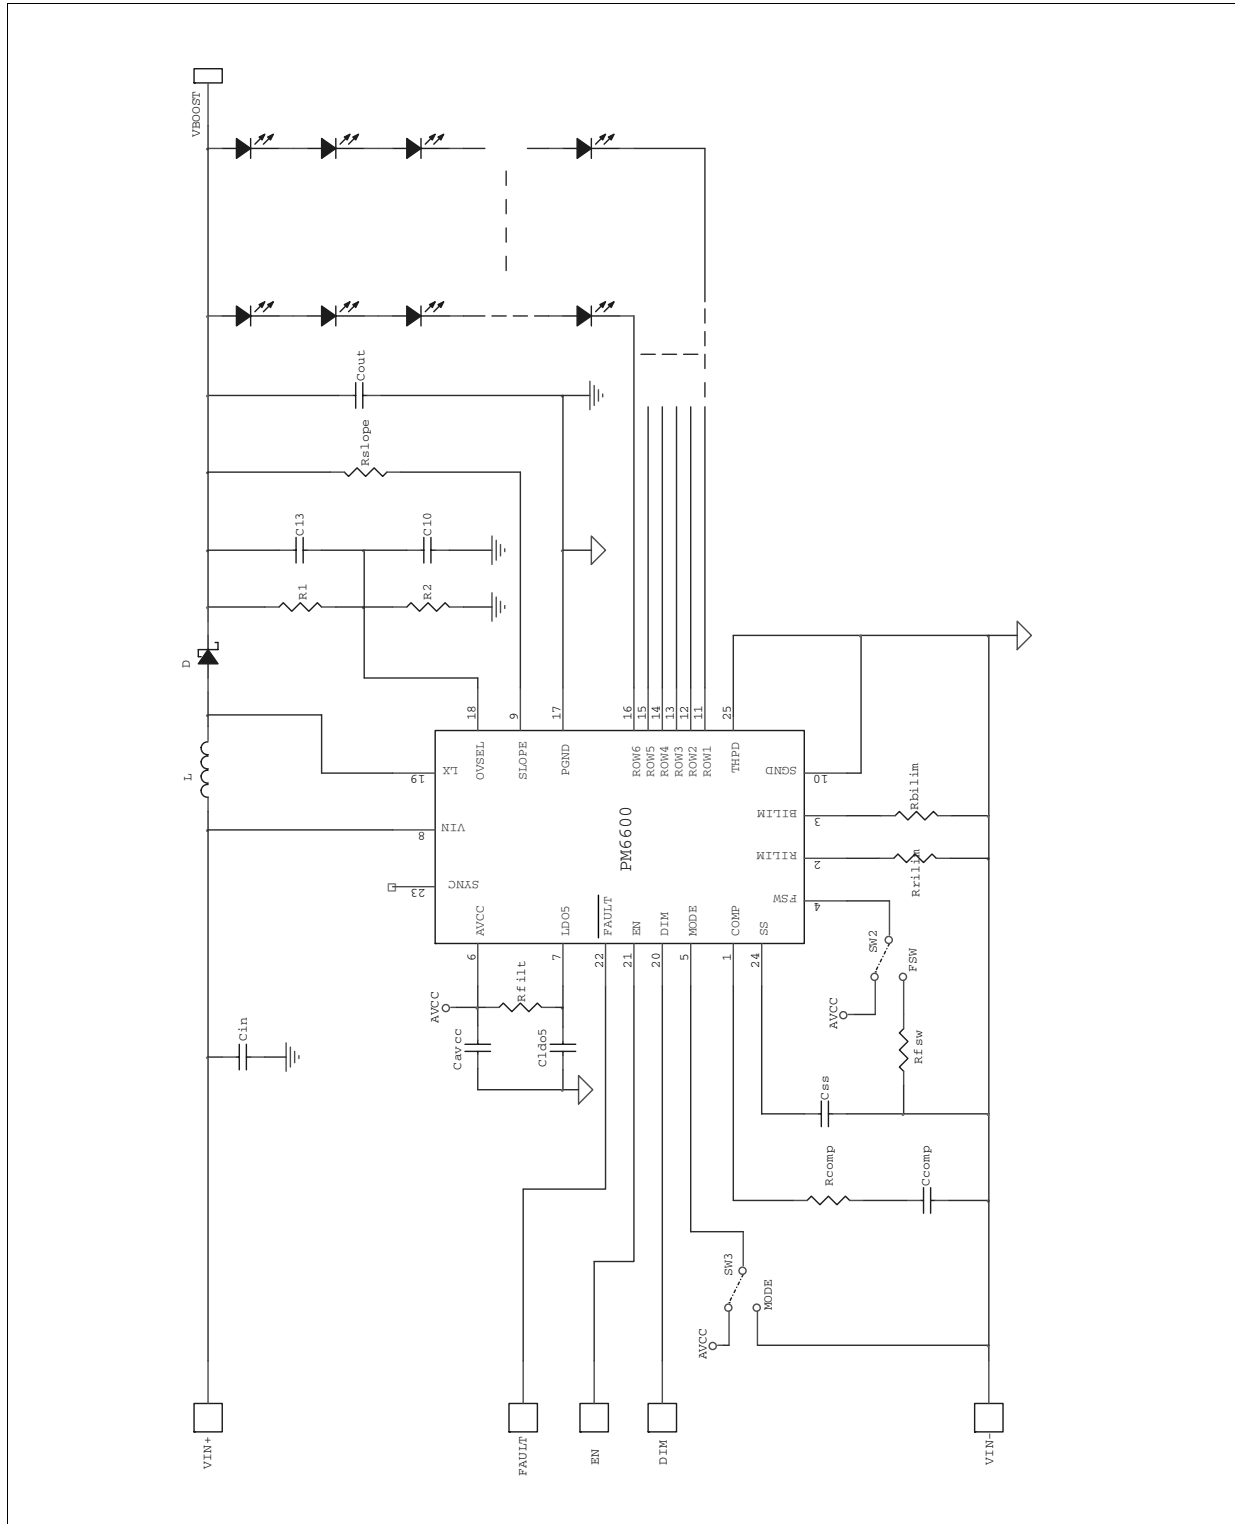 VBOOST
Cout
Rslope
C13
C10
R1
R2
D
L
18
9
17
16
15
14
13
12
11
25
OVSEL
SLOPE
PGND
ROW6
ROW5
ROW4
ROW3
ROW2
ROW1
THPD
19
LX
SGND
10
8
VIN
PM6600
BILIM
3
Rbilim
RILIM
2
Rrilim
23
SYNC
FSW
4
AVCC
LDO5
FAULT
EN
DIM
MODE
COMP
SS
6
7
22
21
20
5
1
24
AVCC
Rfilt
Cavcc
Cldo5
Cin
SW2
FSW
AVCC
Rfsw
Css
Rcomp
Ccomp
SW3
MODE
AVCC
VIN+
FAULT
EN
DIM
VIN-